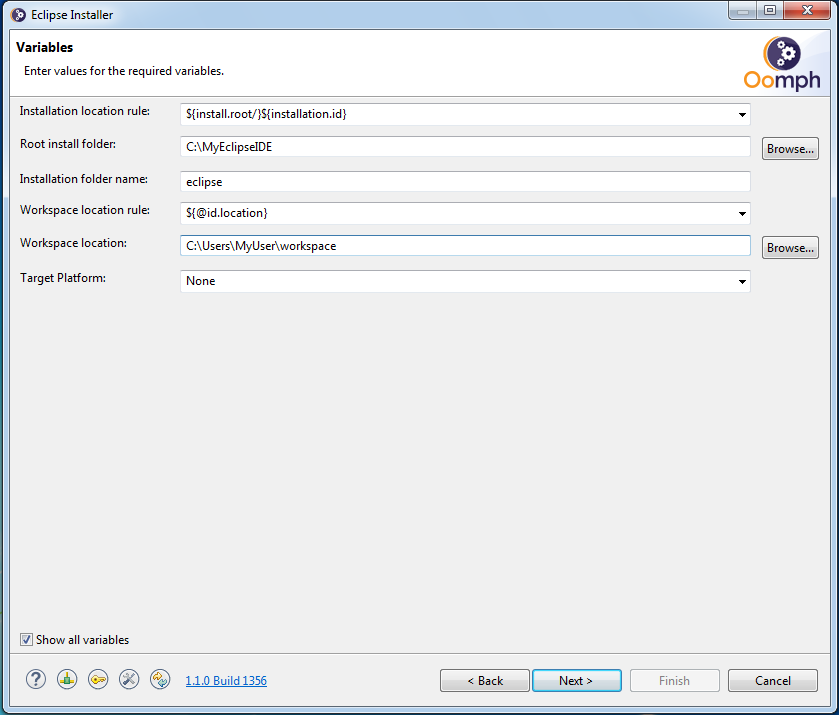 Eclipse Installer
Variables
Enter values for the required variables.
Oomph
Installation location rule: ${install.root/}${installation.id}
Root install folder: C:\MyEclipseIDE Browse...
Installation folder name: eclipse
Workspace location rule: ${@id.location}
Workspace location: C:\Users\MyUser\workspace Browse...
Target Platform: None
Show all variables
? 1.1.0 Build 1356 < Back Next > Finish Cancel